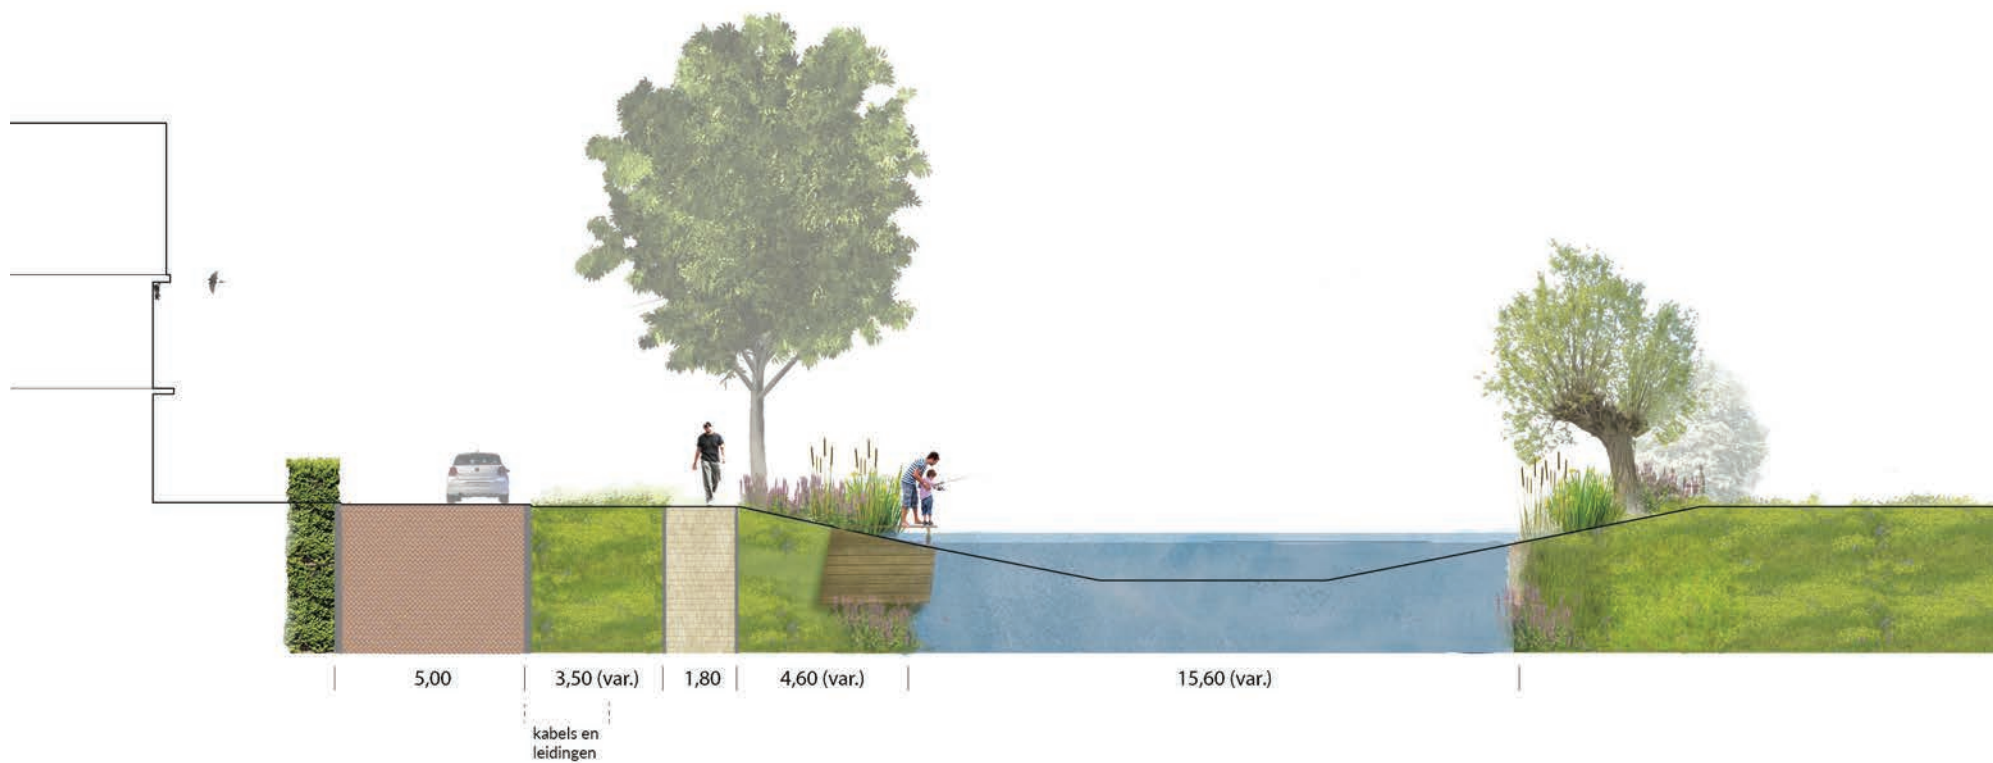 5,00
3,50 (var.)
1,80
4,60 (var.)
15,60 (var.)
kabels en
leidingen